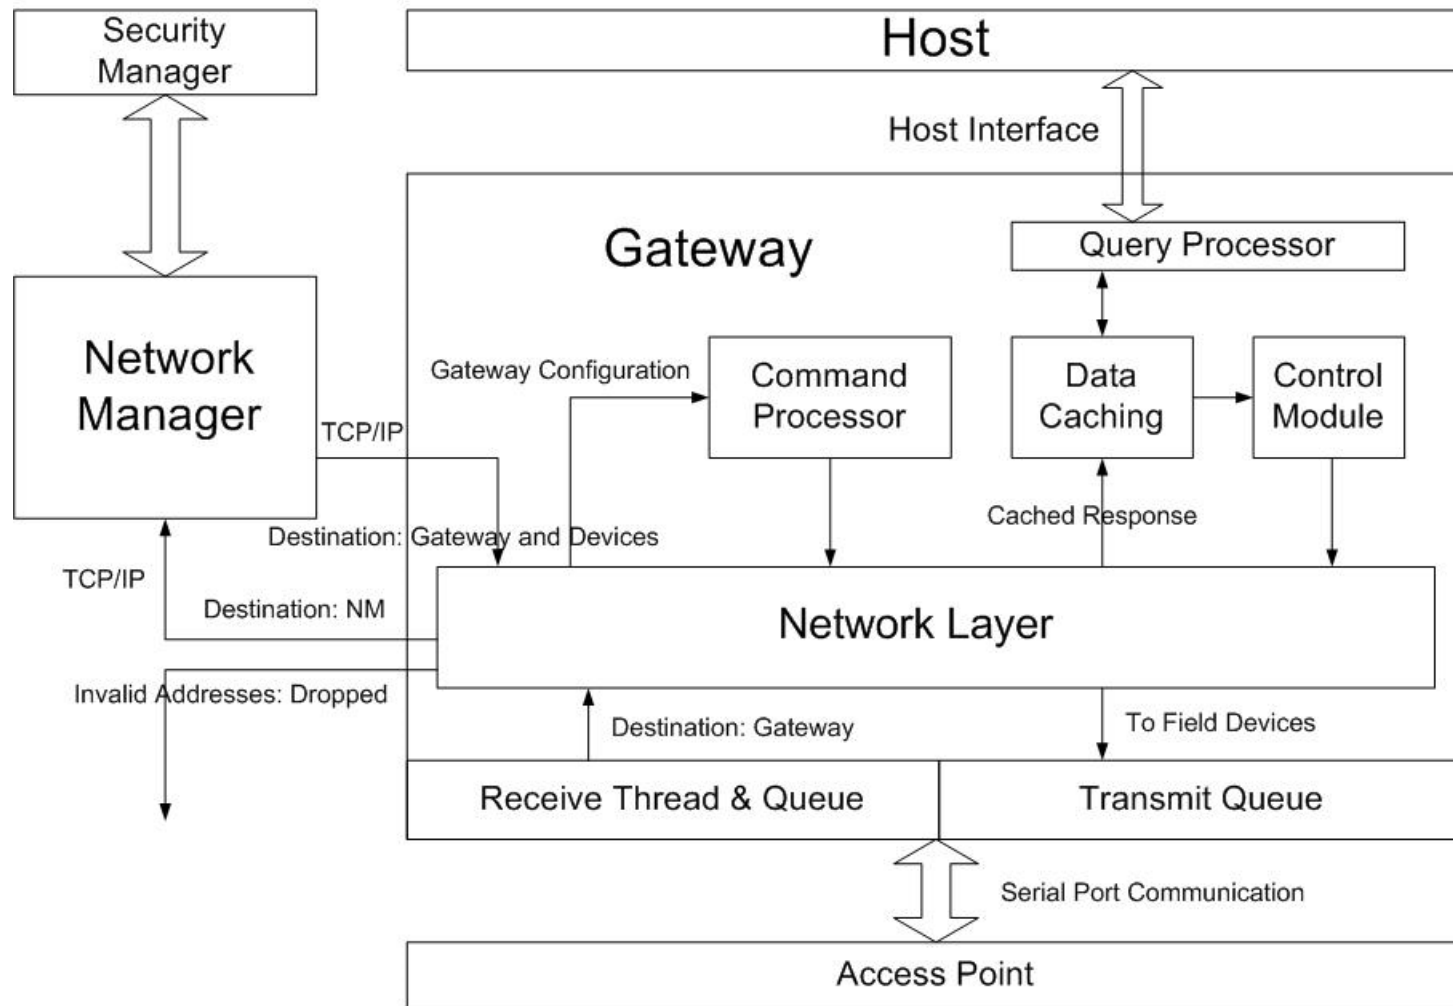 Security
Manager
Host
Host Interface
Gateway
Query Processor
Network
Manager
Gateway Configuration
Command
Processor
Data
Caching
Control
Module
TCP/IP
Destination: Gateway and Devices
Cached Response
TCP/IP
Destination: NM
Network Layer
Invalid Addresses: Dropped
Destination: Gateway
To Field Devices
Receive Thread & Queue
Transmit Queue
Serial Port Communication
Access Point